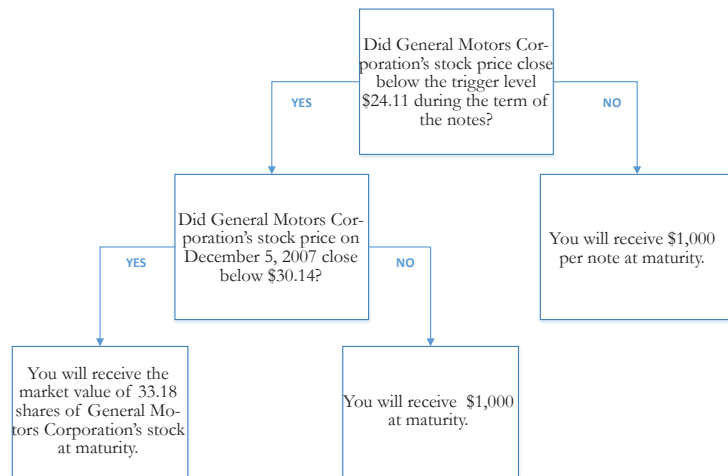 Did General Motors Cor-
poration's stock price close
below the trigger level
$24.11 during the term of
the notes?
YES
NO
Did General Motors Cor-
poration's stock price on
December 5, 2007 close
below $30.14?
You will receive $1,000
per note at maturity.
YES
NO
You will receive the
market value of 33.18
shares of General Mo-
tors Corporation's stock
at maturity.
You will receive $1,000
at maturity.